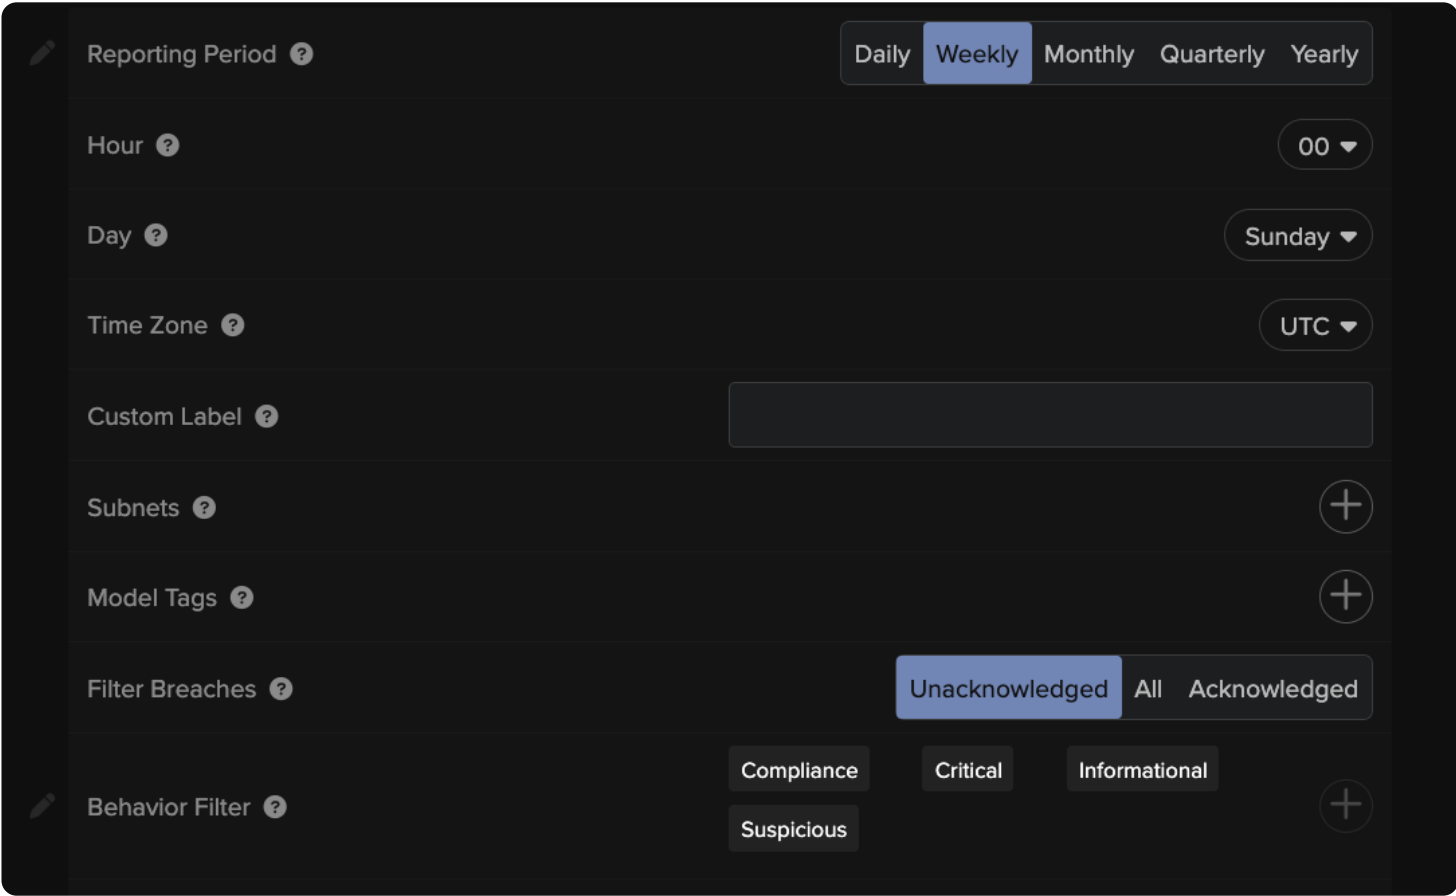 Reporting Period ? Daily Weekly Monthly Quarterly Yearly
Hour ? 00
Day ? Sunday
Time Zone ? UTC
Custom Label ?
Subnets ?
Model Tags ?
Filter Breaches ? Unacknowledged All Acknowledged
Compliance Critical Informational
Behavior Filter ?
Suspicious